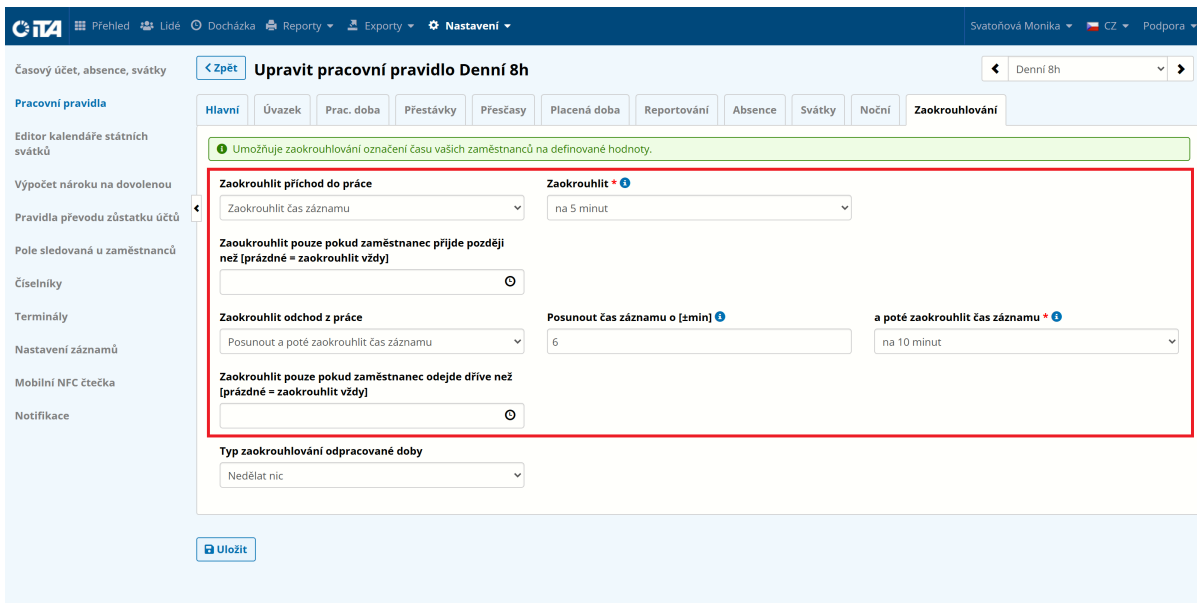 GiTA Přehled Lidé Docházka Reporty Exporty Nastavení Svatoňová Monika CZ Podpora
Časový účet, absence, svátky
Pracovní pravidla
Editor kalendáře státních
svátků
Výpočet nároku na dovolenou
Pravidla převodu zůstatku účtů
Pole sledovaná u zaměstnanců
Číselníky
Terminály
Nastavení záznamů
Mobilní NFC čtečka
Notifikace
Zpět Upravit pracovní pravidlo Denní 8h Denní 8h
Hlavní Úvazek Prac. doba Přestávky Přesčasy Placená doba Reportování Absence Svátky Noční Zaokrouhlování
Umožňuje zaokrouhlování označení času vašich zaměstnanců na definované hodnoty.
Zaokrouhlit příchod do práce Zaokrouhlit *
Zaokrouhlit čas záznamu na 5 minut
Zaoukrouhlit pouze pokud zaměstnanec přijde později
než [prázdné = zaokrouhlit vždy]
Zaokrouhlit odchod z práce Posunout čas záznamu o [±min] a poté zaokrouhlit čas záznamu *
Posunout a poté zaokrouhlit čas záznamu 6 na 10 minut
Zaokrouhlit pouze pokud zaměstnanec odejde dříve než
[prázdné = zaokrouhlit vždy]
Typ zaokrouhlování odpracované doby
Nedělat nic
Uložit